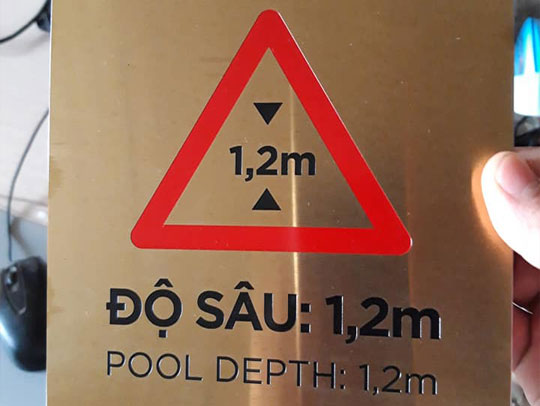 1,2m
ĐỘ SÂU: 1,2m
POOL DEPTH: 1,2m